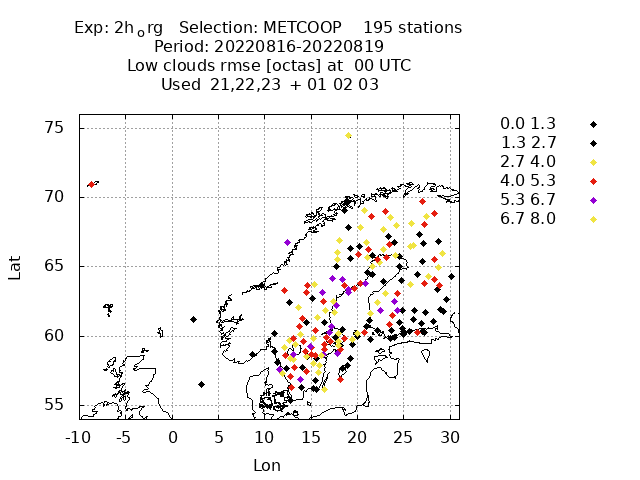 Exp: 2horg   Selection: METCOOP    195 stations
Period: 20220816-20220819
Low clouds rmse [octas] at  00 UTC
Used 21,22,23 + 01 02 03
75
70
65
60
55
-10 -5 0 5 10 15 20 25 30
Lat
Lon
0.0 1.3
1.3 2.7
2.7 4.0
4.0 5.3
5.3 6.7
6.7 8.0